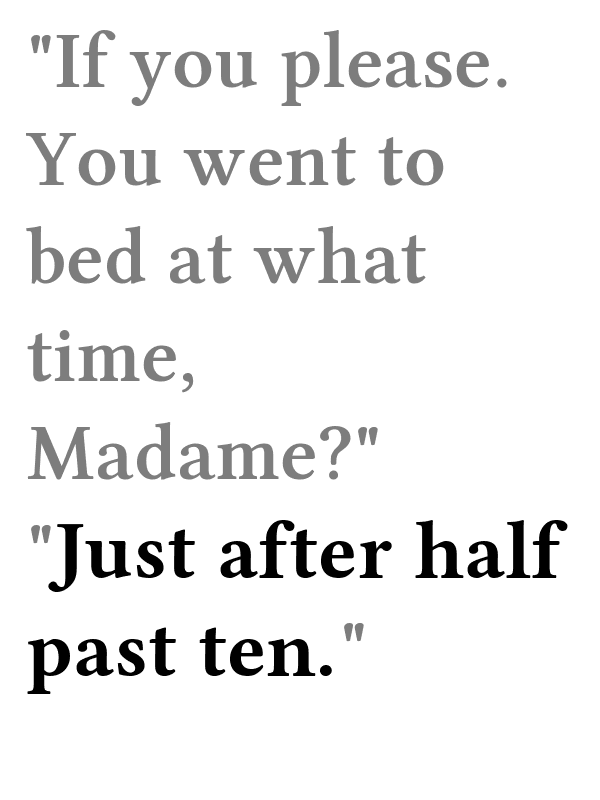 "If you please.
You went to
bed at what
time,
Madame?"
"Just after half
past ten."